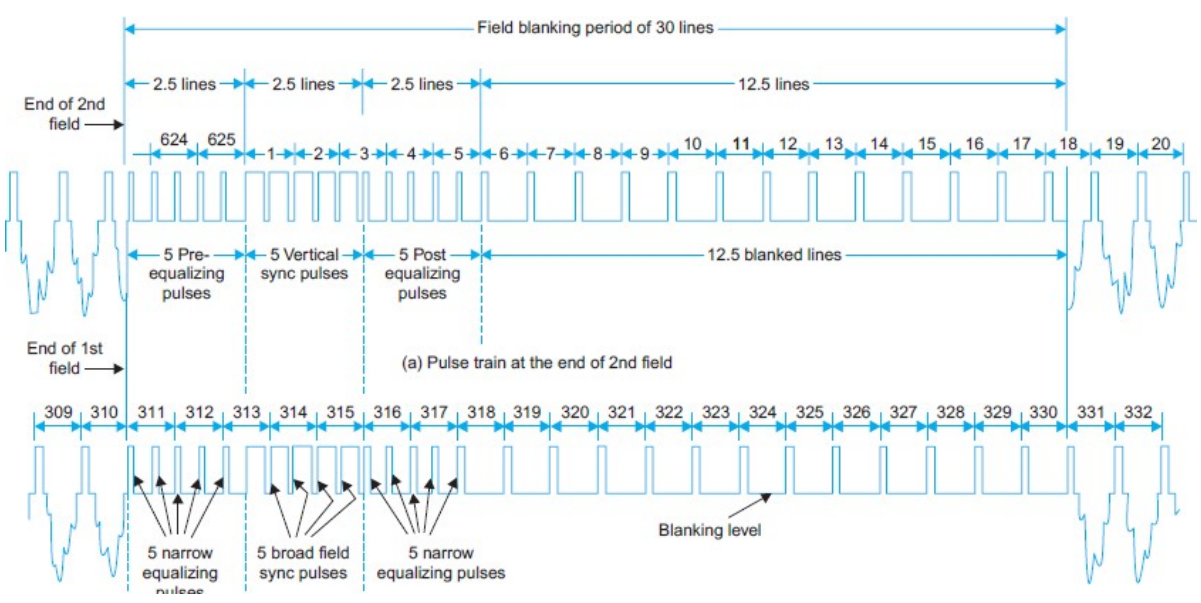 Field blanking period of 30 lines
2.5 lines 2.5 lines 2.5 lines 12.5 lines
End of 2nd
field
624 625 1 2 3 4 5 6 7 8 9 10 11 12 13 14 15 16 17 18 19 20
5 Pre-
equalizing
pulses
5 Vertical
sync pulses
5 Post
equalizing
pulses
12.5 blanked lines
End of 1st
field
(a) Pulse train at the end of 2nd field
309 310 311 312 313 314 315 316 317 318 319 320 321 322 323 324 325 326 327 328 329 330 331 332
Blanking level
5 narrow
equalizing
pulses
5 broad field
sync pulses
5 narrow
equalizing pulses